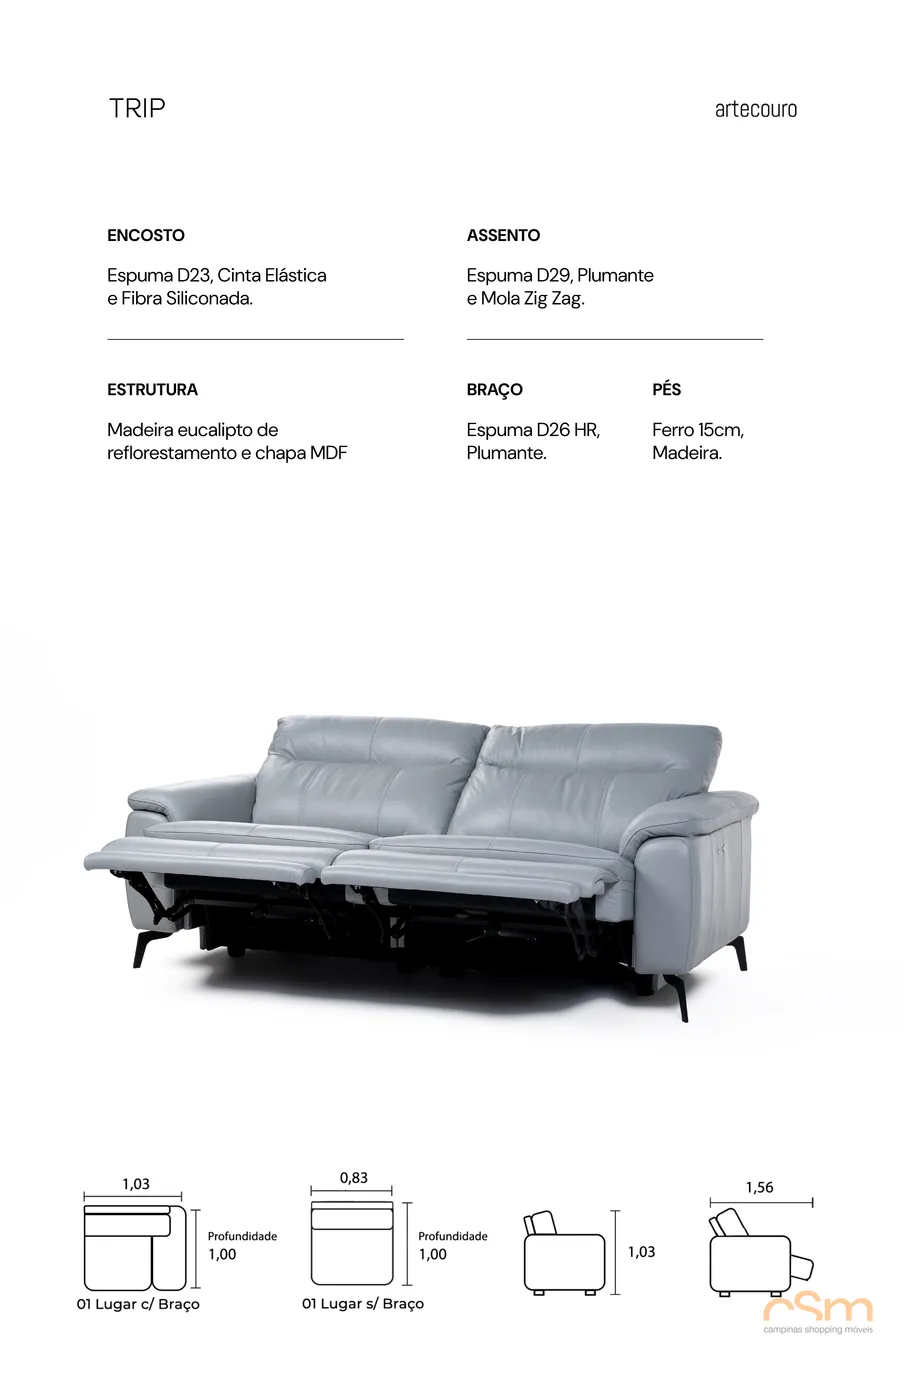 TRIP
artecouro
ENCOSTO
Espuma D23, Cinta Elástica
e Fibra Siliconada.
ASSENTO
Espuma D29, Plumante
e Mola Zig Zag.
ESTRUTURA
Madeira eucalipto de
reflorestamento e chapa MDF
BRAÇO
Espuma D26 HR,
Plumante.
PÉS
Ferro 15cm,
Madeira.
1,03
Profundidade
1,00
01 Lugar c/ Braço
0,83
Profundidade
1,00
01 Lugar s/ Braço
1,03
1,56
csm
campinas shopping móveis